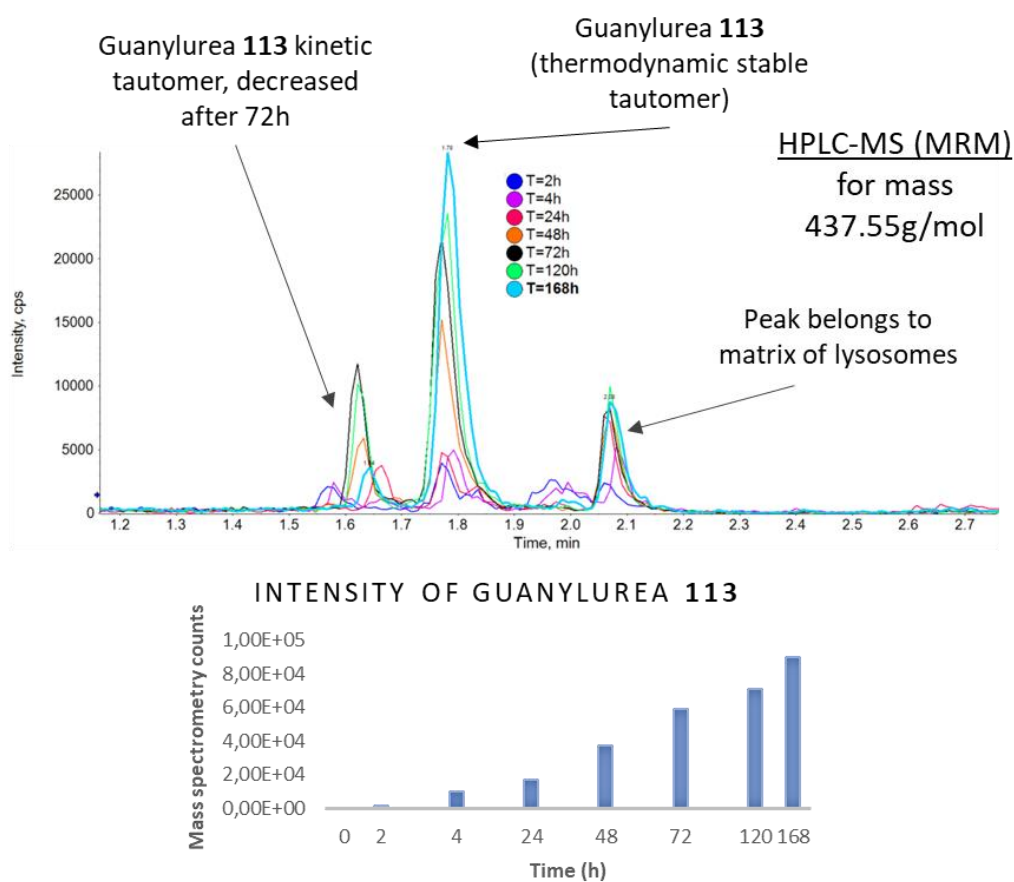 Guanylurea 113 kinetic
tautomer, decreased
after 72h
Guanylurea 113
(thermodynamic stable
tautomer)
HPLC-MS (MRM)
for mass
437.55g/mol
Peak belongs to
matrix of lysosomes
1.78
T=2h
T=4h
T=24h
T=48h
T=72h
T=120h
T=168h
Intensity, cps
25000
20000
15000
10000
5000
0
1.2 1.3 1.4 1.5 1.6 1.7 1.8 1.9 2.0 2.1 2.2 2.3 2.4 2.5 2.6 2.7
Time, min
INTENSITY OF GUANYLUREA 113
Mass spectrometry counts
1,00E+05
8,00E+04
6,00E+04
4,00E+04
2,00E+04
0,00E+00
0 2 4 24 48 72 120 168
Time (h)